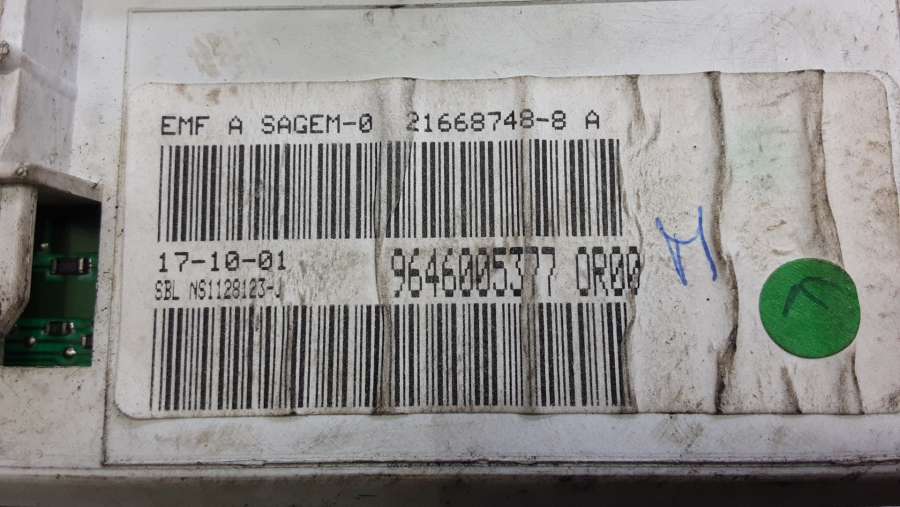 EMF A SAGEM-0 21668748-8 A
17-10-01
9646005377 0R00
SBL NS1128123-J
M